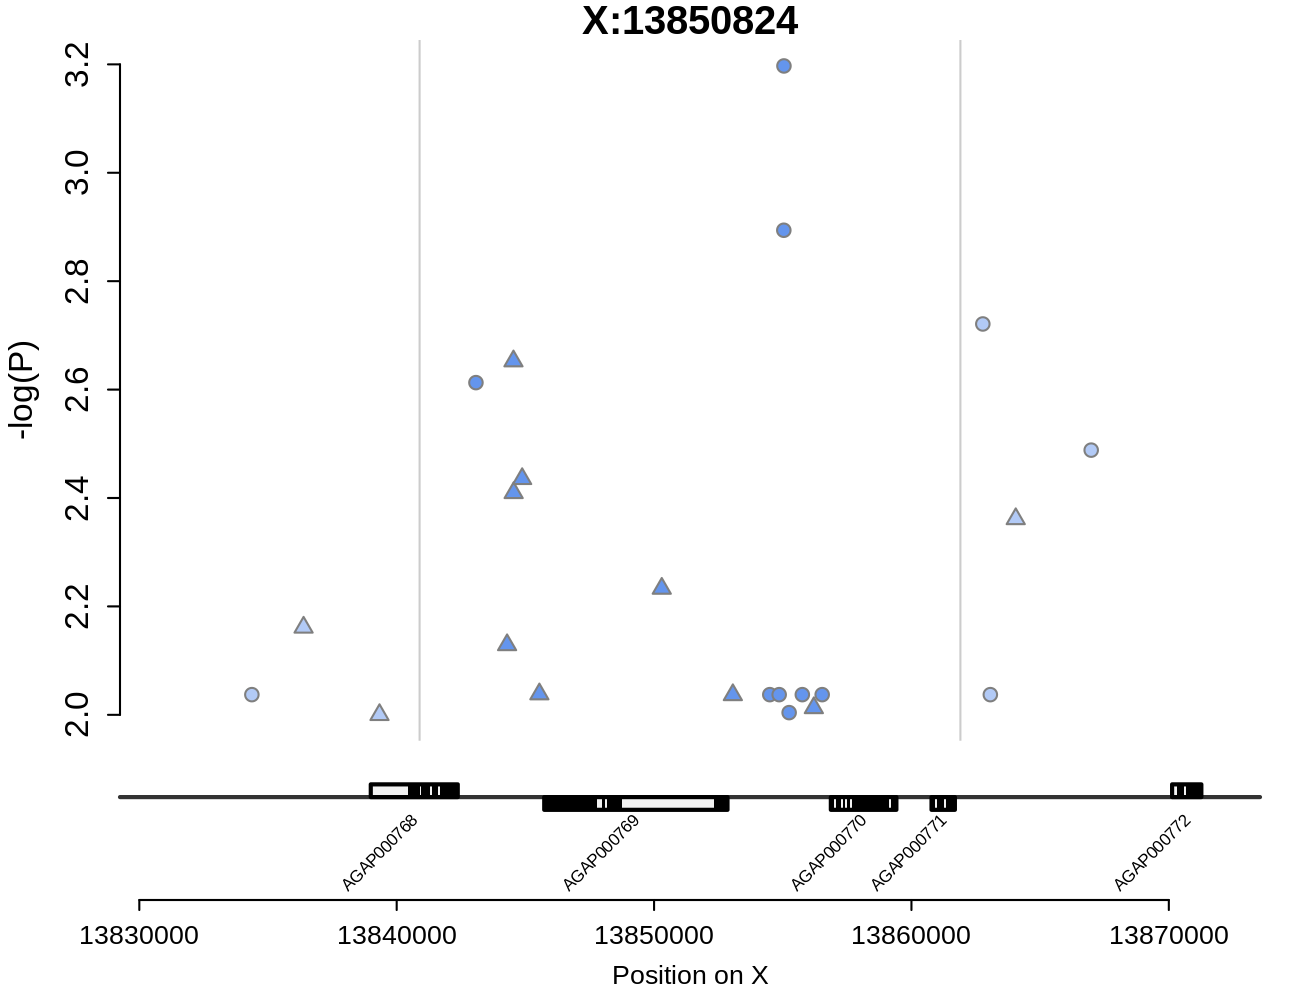 X:13850824
3.2
3.0
2.8
2.6
2.4
2.2
2.0
-log(P)
AGAP000768
AGAP000769
AGAP000770
AGAP000771
AGAP000772
13830000 13840000 13850000 13860000 13870000
Position on X